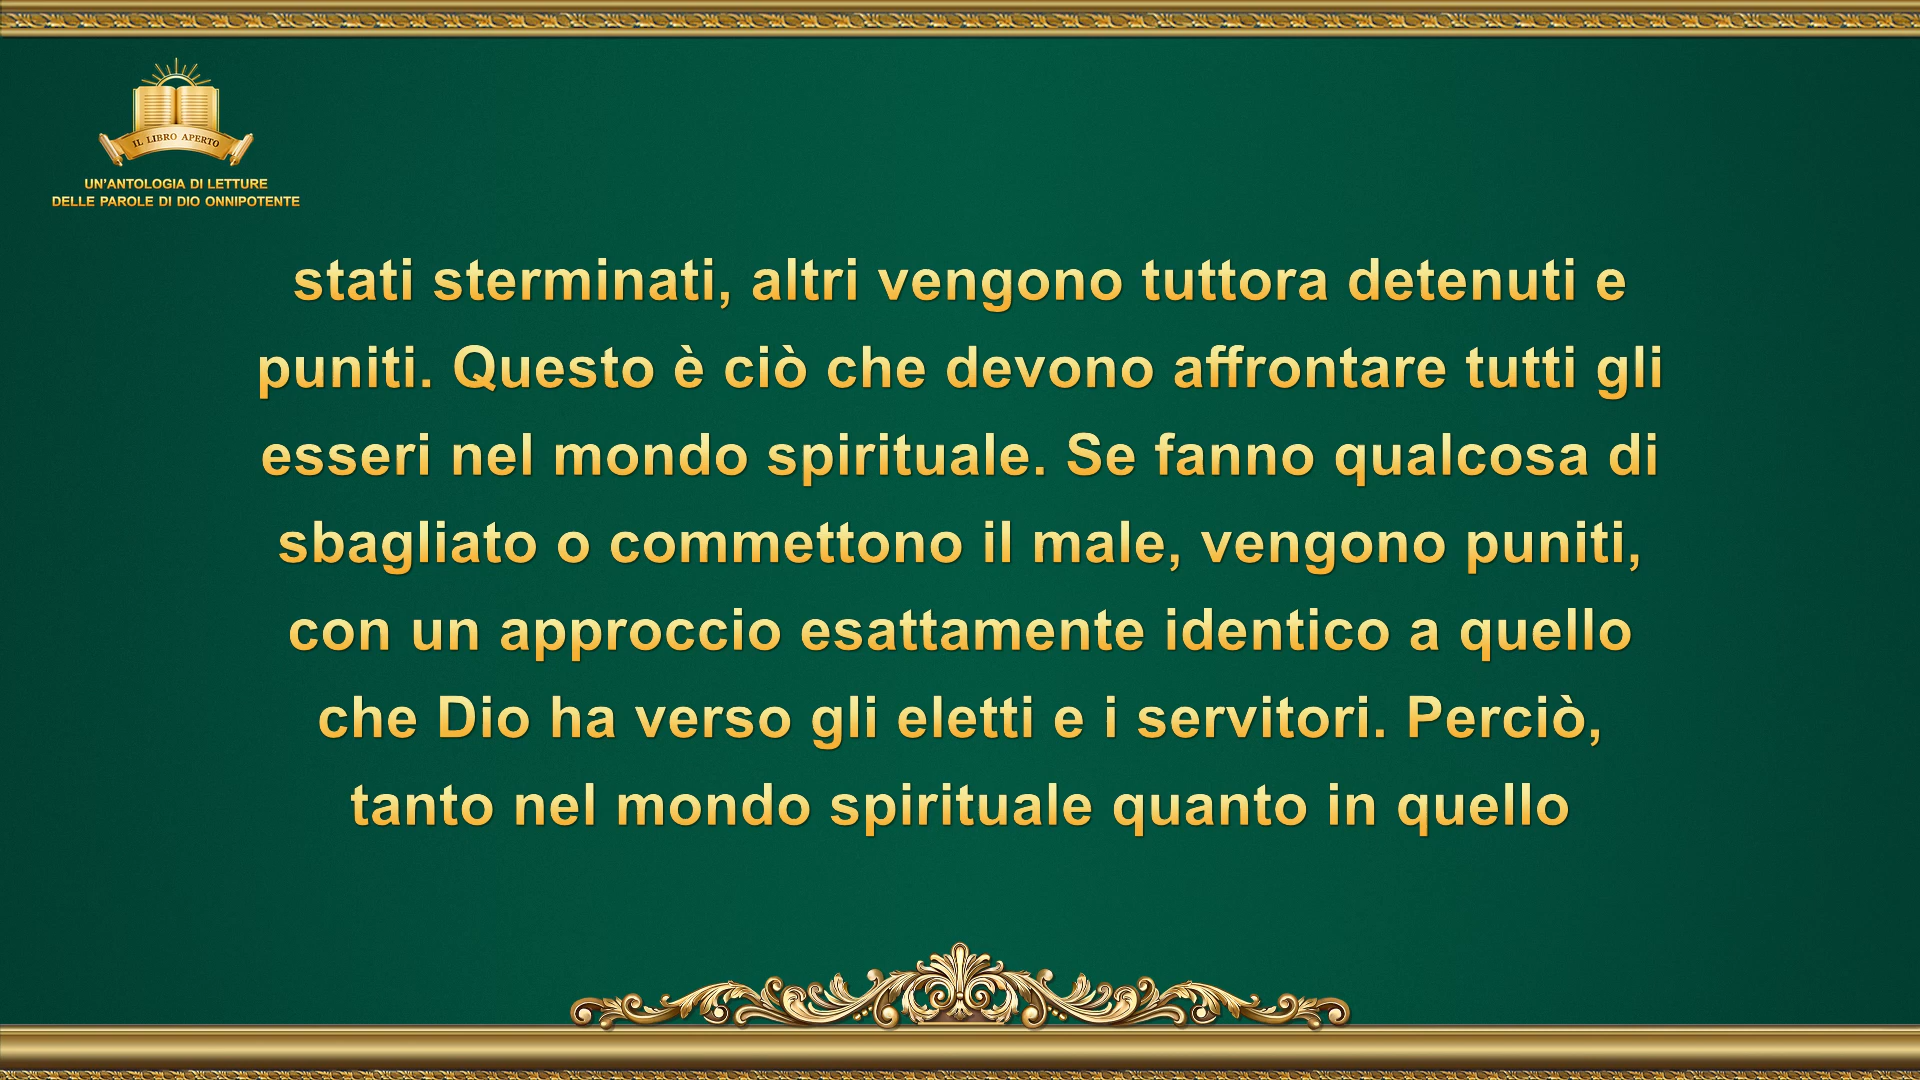 IL LIBRO APERTO
UN'ANTOLOGIA DI LETTURE
DELLE PAROLE DI DIO ONNIPOTENTE
stati sterminati, altri vengono tuttora detenuti e
puniti. Questo è ciò che devono affrontare tutti gli
esseri nel mondo spirituale. Se fanno qualcosa di
sbagliato o commettono il male, vengono puniti,
con un approccio esattamente identico a quello
che Dio ha verso gli eletti e i servitori. Perciò,
tanto nel mondo spirituale quanto in quello